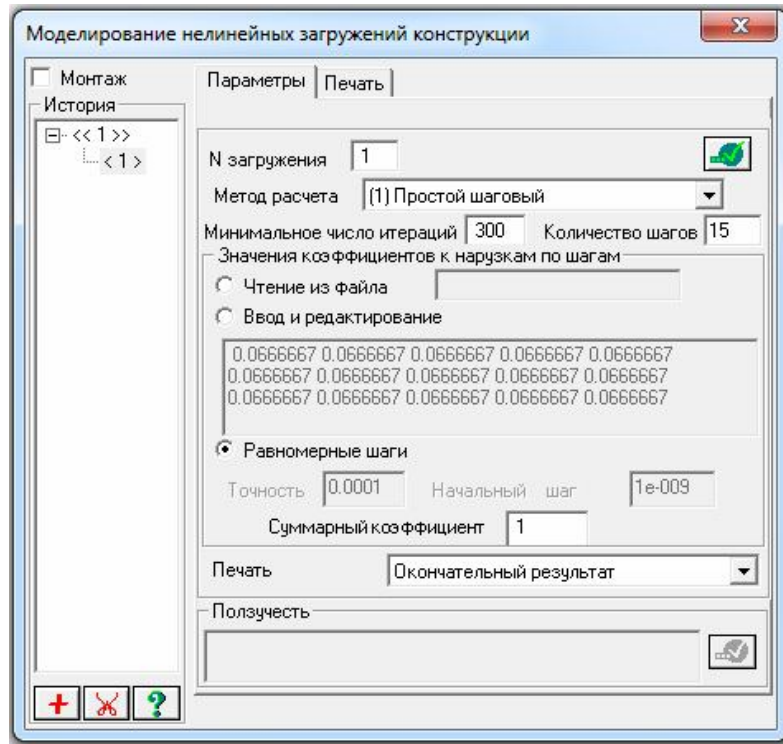 Моделирование нелинейных загружений конструкции
Монтаж
История
<< 1 >>
< 1 >
Параметры Печать
N загружения 1
Метод расчета (1) Простой шаговый
Минимальное число итераций 300 Количество шагов 15
Значения коэффициентов к нарузкам по шагам
Чтение из файла
Ввод и редактирование
0.0666667 0.0666667 0.0666667 0.0666667 0.0666667
0.0666667 0.0666667 0.0666667 0.0666667 0.0666667
0.0666667 0.0666667 0.0666667 0.0666667 0.0666667
Равномерные шаги
Точность 0.0001 Начальный шаг 1e-009
Суммарный коэффициент 1
Печать Окончательный результат
Ползучесть